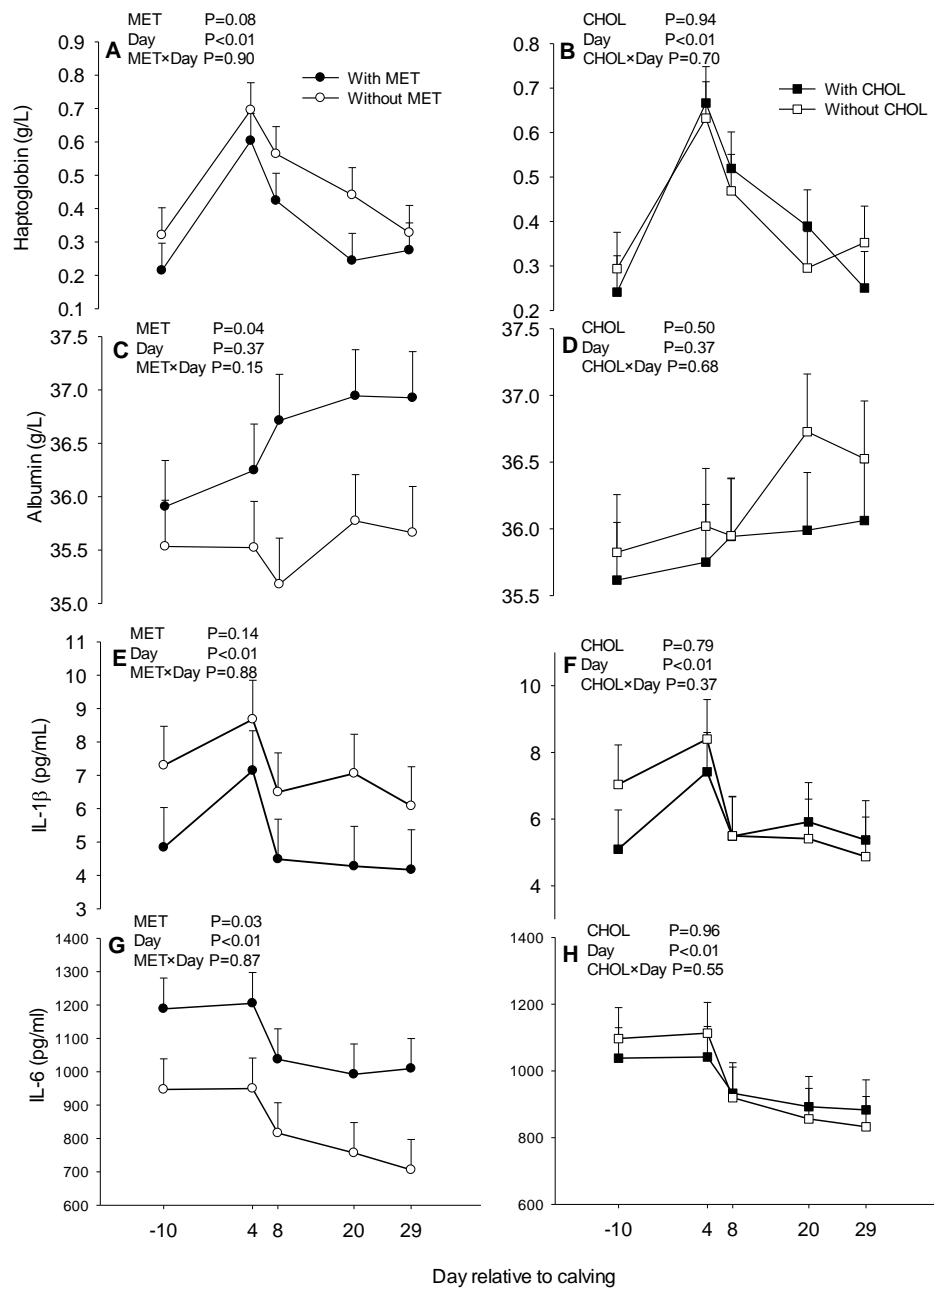 MET P=0.08
Day P<0.01
MET×Day P=0.90
A
With MET
Without MET
0.9
0.8
0.7
0.6
0.5
0.4
0.3
0.2
0.1
Haptoglobin (g/L)
CHOL P=0.94
Day P<0.01
CHOL×Day P=0.70
B
With CHOL
Without CHOL
0.8
0.7
0.6
0.5
0.4
0.3
0.2
MET P=0.04
Day P=0.37
MET×Day P=0.15
C
37.5
37.0
36.5
36.0
35.5
35.0
Albumin (g/L)
CHOL P=0.50
Day P=0.37
CHOL×Day P=0.68
D
37.5
37.0
36.5
36.0
35.5
MET P=0.14
Day P<0.01
MET×Day P=0.88
E
11
10
9
8
7
6
5
4
3
IL-1β (pg/mL)
CHOL P=0.79
Day P<0.01
CHOL×Day P=0.37
F
10
8
6
4
MET P=0.03
Day P<0.01
MET×Day P=0.87
G
1400
1300
1200
1100
1000
900
800
700
600
IL-6 (pg/ml)
-10 4 8 20 29
CHOL P=0.96
Day P<0.01
CHOL×Day P=0.55
H
1400
1200
1000
800
600
-10 4 8 20 29
Day relative to calving